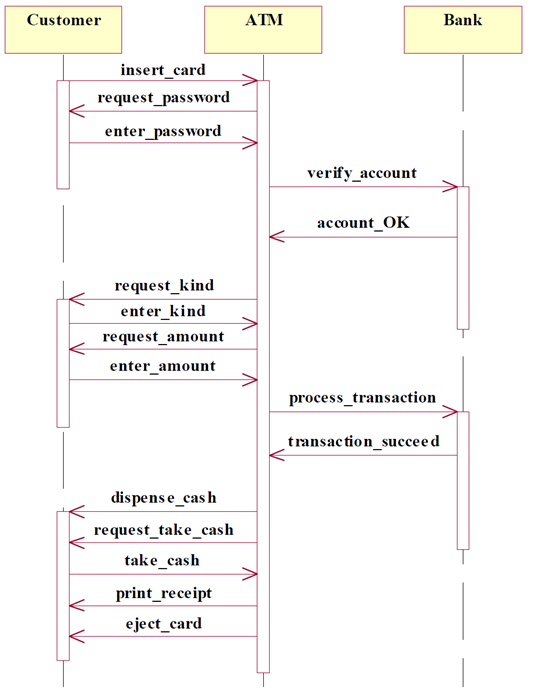 Customer
ATM
Bank
insert_card
request_password
enter_password
verify_account
account_OK
request_kind
enter_kind
request_amount
enter_amount
process_transaction
transaction_succeed
dispense_cash
request_take_cash
take_cash
print_receipt
eject_card